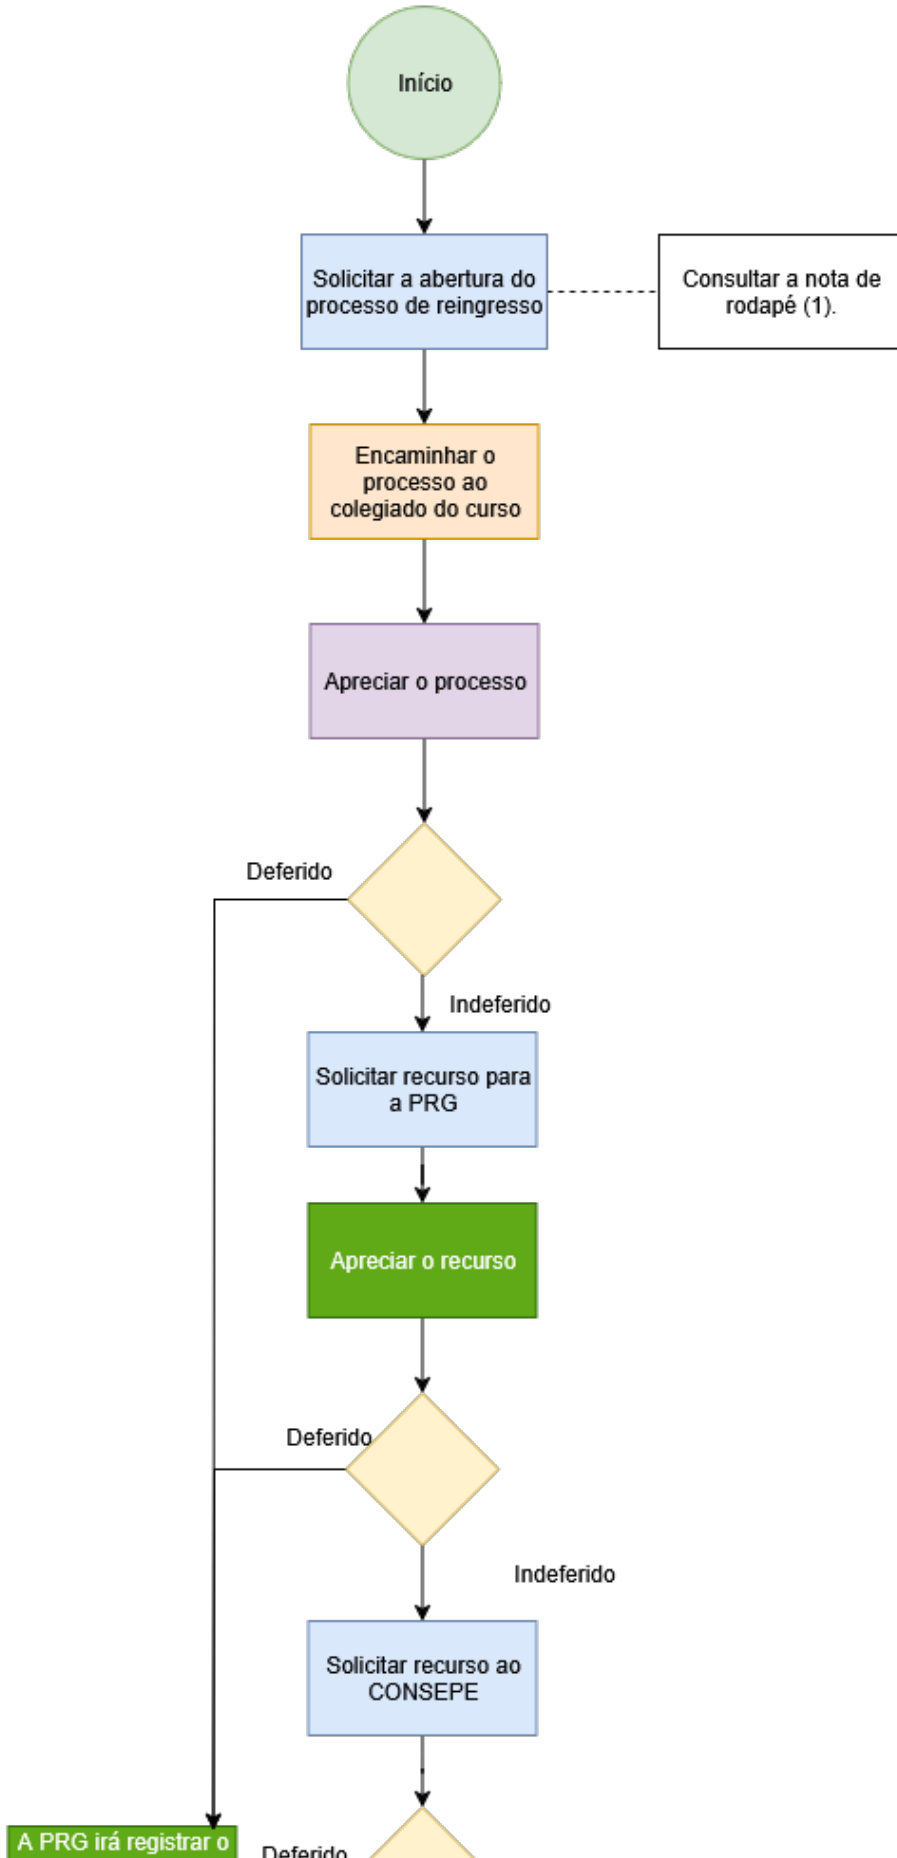 Início
Solicitar a abertura do
processo de reingresso
Consultar a nota de
rodapé (1).
Encaminhar o
processo ao
colegiado do curso
Apreciar o processo
Deferido
Indeferido
Solicitar recurso para
a PRG
Apreciar o recurso
Deferido
Indeferido
Solicitar recurso ao
CONSEPE
A PRG irá registrar o
Deferido